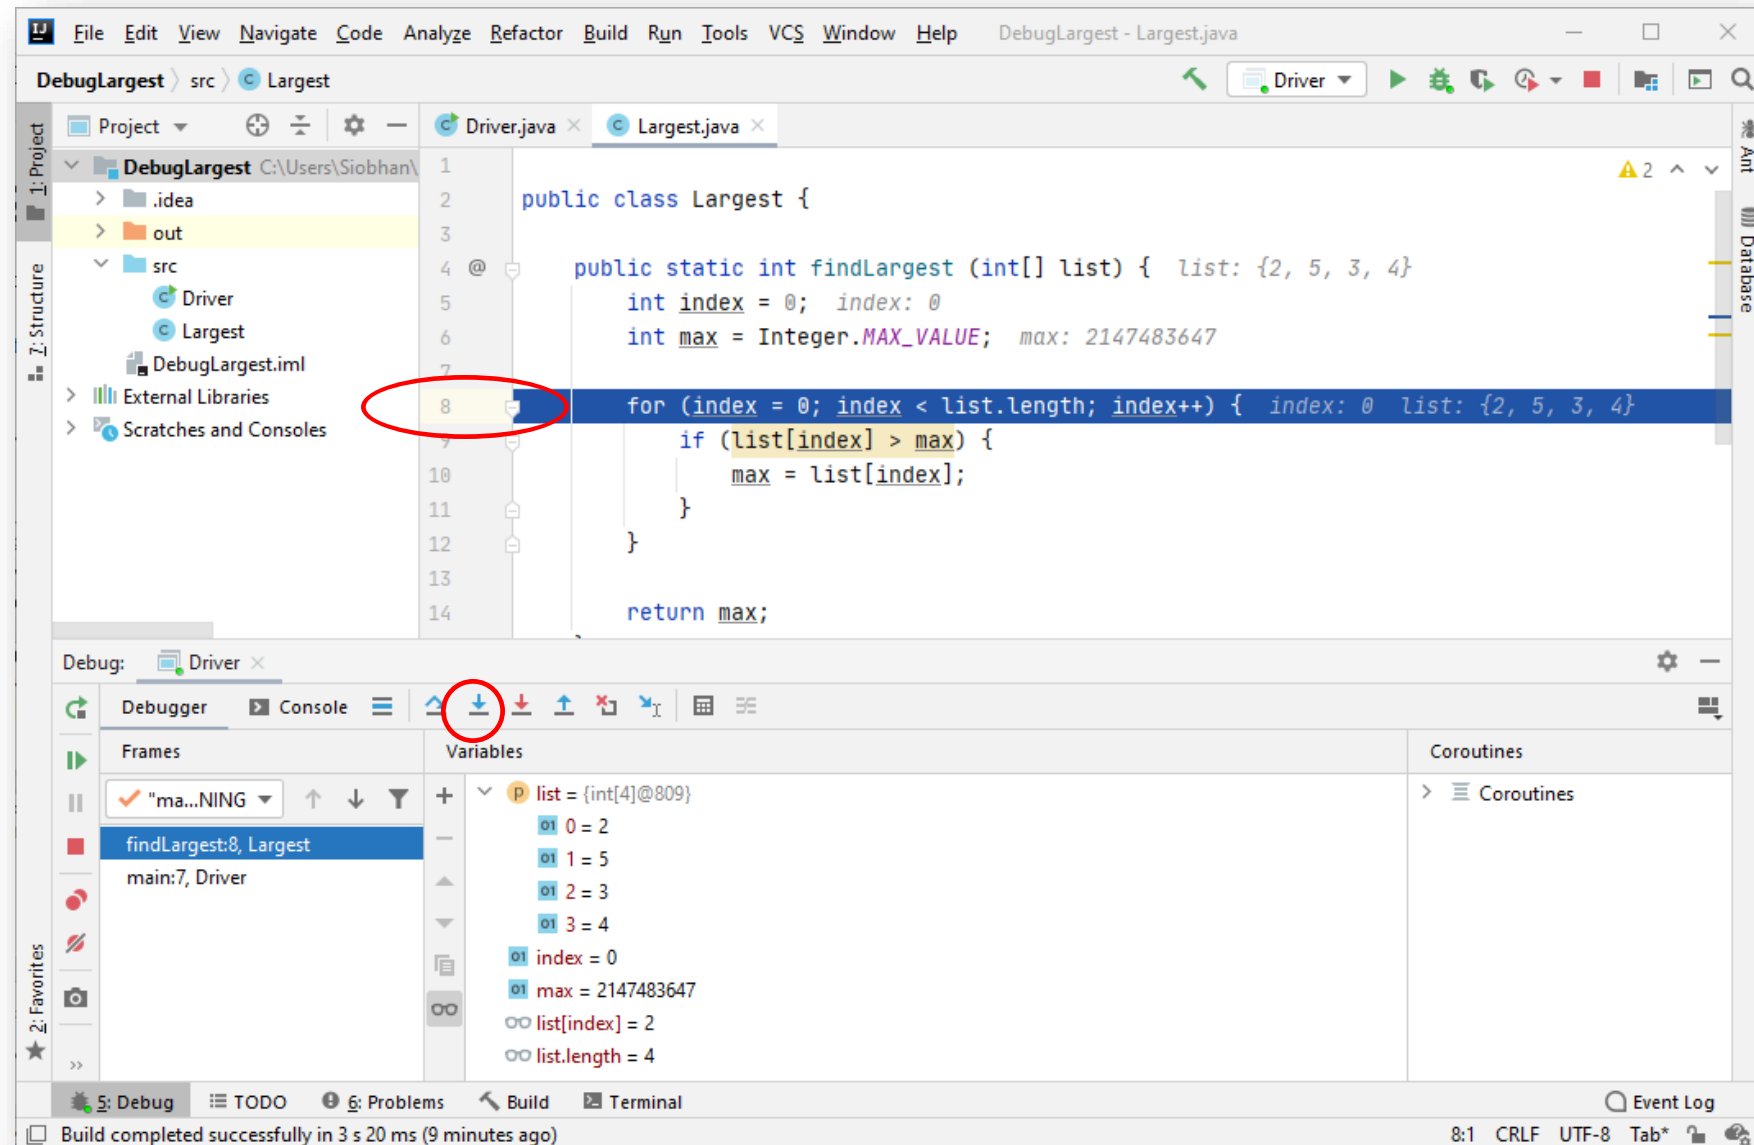 IJ File Edit View Navigate Code Analyze Refactor Build Run Tools VCS Window Help DebugLargest - Largest.java
DebugLargest src C Largest Driver
1: Project
7: Structure
2: Favorites
Project
DebugLargest C:\Users\Siobhan\
.idea
out
src
C Driver
C Largest
DebugLargest.iml
External Libraries
Scratches and Consoles
C Driver.java C Largest.java
2
1
2 public class Largest {
3
4 @ public static int findLargest (int[] list) { list: {2, 5, 3, 4}
5 int index = 0; index: 0
6 int max = Integer.MAX_VALUE; max: 2147483647
7
8 for (index = 0; index < list.length; index++) { index: 0 list: {2, 5, 3, 4}
9 if (list[index] > max) {
10 max = list[index];
11 }
12 }
13
14 return max;
Ant
Database
Debug: Driver
Debugger Console
Frames
"ma...NING
findLargest:8, Largest
main:7, Driver
Variables
p list = {int[4]@809}
01 0 = 2
01 1 = 5
01 2 = 3
01 3 = 4
01 index = 0
01 max = 2147483647
list[index] = 2
list.length = 4
Coroutines
Coroutines
5: Debug TODO 6: Problems Build Terminal Event Log
Build completed successfully in 3 s 20 ms (9 minutes ago) 8:1 CRLF UTF-8 Tab*